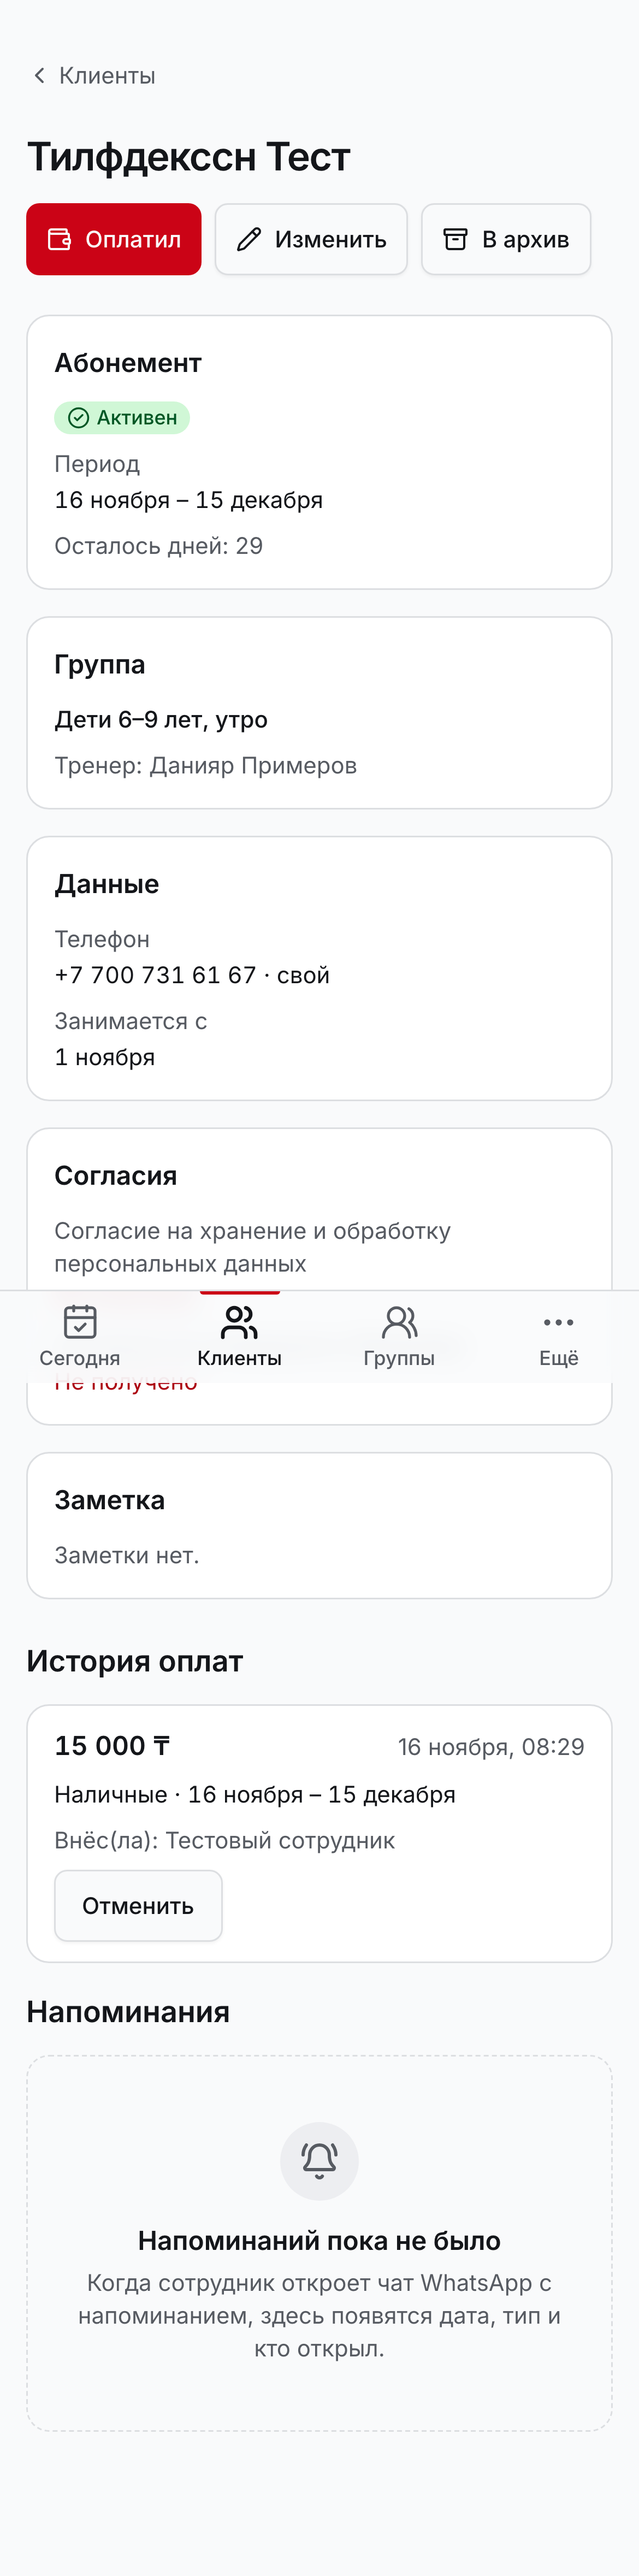 Клиенты
Тилфдекссн Тест
Оплатил
Изменить
В архив
Абонемент
Активен
Период
16 ноября – 15 декабря
Осталось дней: 29
Группа
Дети 6–9 лет, утро
Тренер: Данияр Примеров
Данные
Телефон
+7 700 731 61 67 · свой
Занимается с
1 ноября
Согласия
Согласие на хранение и обработку
персональных данных
Сегодня
Клиенты
Группы
Ещё
Не получено
Заметка
Заметки нет.
История оплат
15 000 ₸
16 ноября, 08:29
Наличные · 16 ноября – 15 декабря
Внёс(ла): Тестовый сотрудник
Отменить
Напоминания
Напоминаний пока не было
Когда сотрудник откроет чат WhatsApp с
напоминанием, здесь появятся дата, тип и
кто открыл.